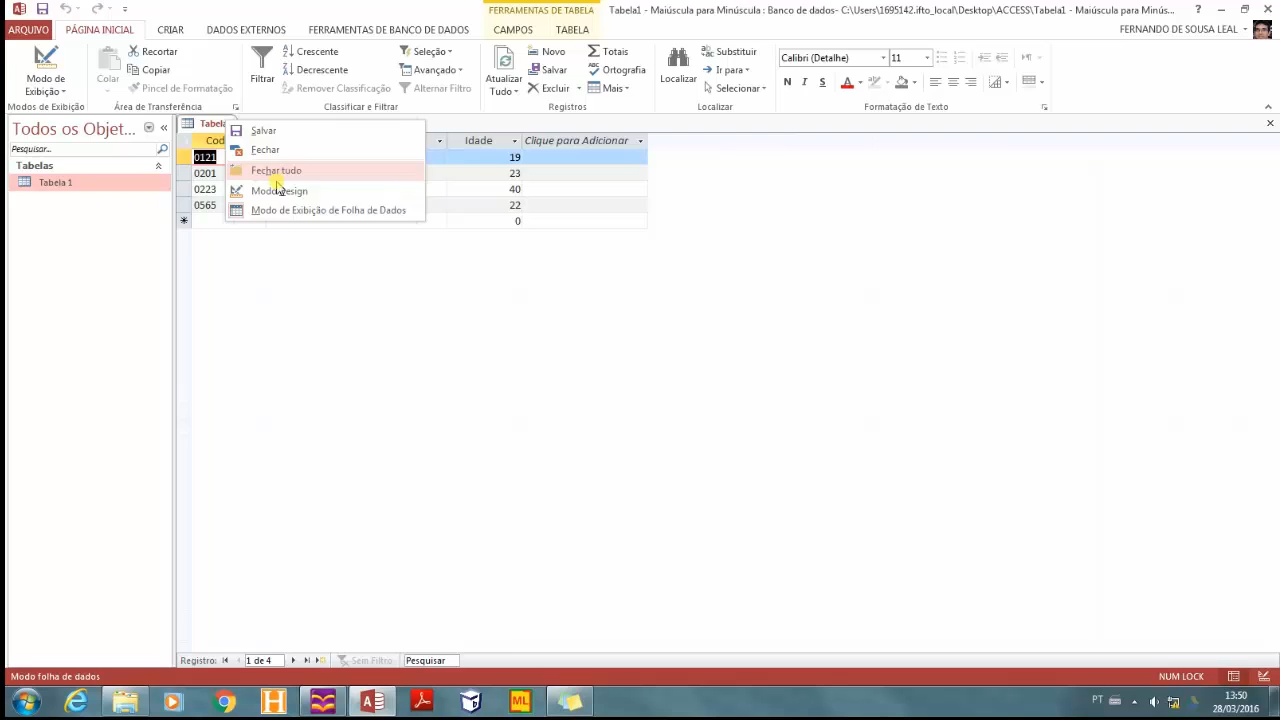 FERRAMENTAS DE TABELA
Tabela1 - Maiúscula para Minúscula : Banco de dados- C:\Users\1695142.ifto_local\Desktop\ACCESS\Tabela1 - Maiúscula para Minús...
ARQUIVO PÁGINA INICIAL CRIAR DADOS EXTERNOS FERRAMENTAS DE BANCO DE DADOS CAMPOS TABELA FERNANDO DE SOUSA LEAL
Modo de Exibição
Modos de Exibição
Colar
Recortar
Copiar
Pincel de Formatação
Área de Transferência
Filtrar
Crescente
Decrescente
Remover Classificação
Seleção
Avançado
Alternar Filtro
Classificar e Filtrar
Atualizar Tudo
Novo
Salvar
Excluir
Totais
Ortografia
Mais
Registros
Localizar
Substituir
Ir para
Selecionar
Localizar
Calibri (Detalhe) 11
N I S
A
Formatação de Texto
Todos os Objet...
Pesquisar...
Tabelas
Tabela 1
Tabela
Cod Idade Clique para Adicionar
0121 19
0201 23
0223 40
0565 22
0
Salvar
Fechar
Fechar tudo
Modo Design
Modo de Exibição de Folha de Dados
Registro: 1 de 4 Sem Filtro Pesquisar
Modo folha de dados NUM LOCK
H ML PT 13:50
28/03/2016